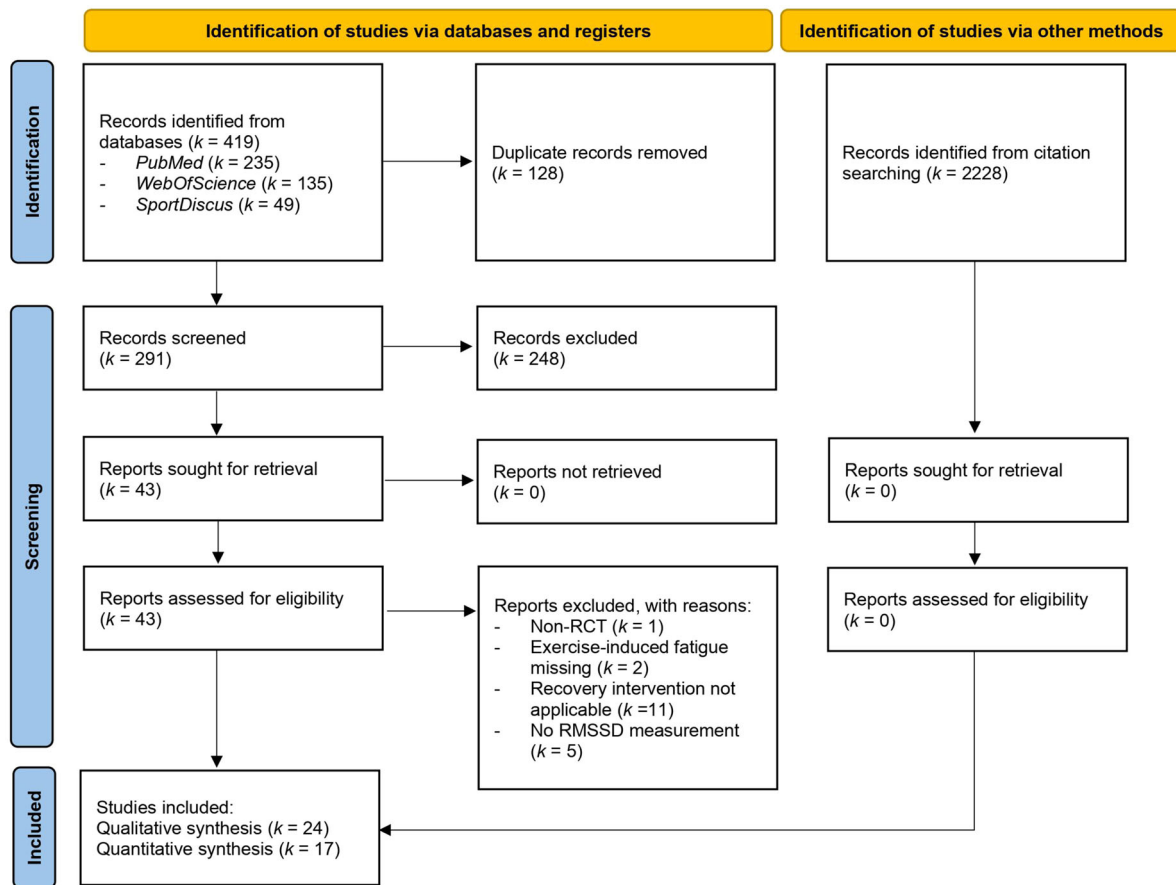 Identification of studies via databases and registers
Identification of studies via other methods
Identification
Records identified from
databases (k = 419)
- PubMed (k = 235)
- WebOfScience (k = 135)
- SportDiscus (k = 49)
Duplicate records removed
(k = 128)
Records identified from citation
searching (k = 2228)
Screening
Records screened
(k = 291)
Records excluded
(k = 248)
Reports sought for retrieval
(k = 43)
Reports not retrieved
(k = 0)
Reports sought for retrieval
(k = 0)
Reports assessed for eligibility
(k = 43)
Reports excluded, with reasons:
- Non-RCT (k = 1)
- Exercise-induced fatigue
missing (k = 2)
- Recovery intervention not
applicable (k =11)
- No RMSSD measurement
(k = 5)
Reports assessed for eligibility
(k = 0)
Included
Studies included:
Qualitative synthesis (k = 24)
Quantitative synthesis (k = 17)